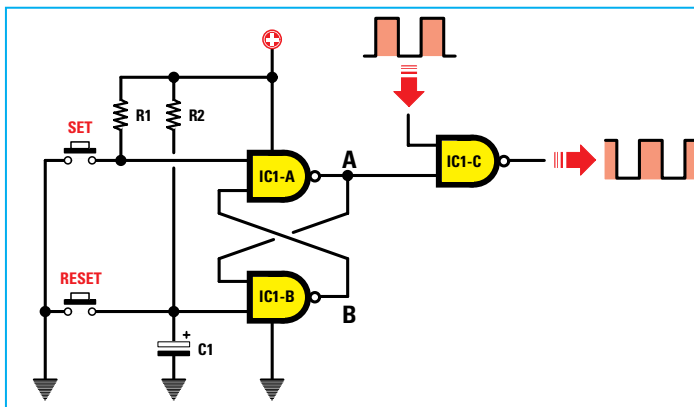 R1
R2
SET
A
IC1-A
IC1-C
RESET
IC1-B
B
+
C1